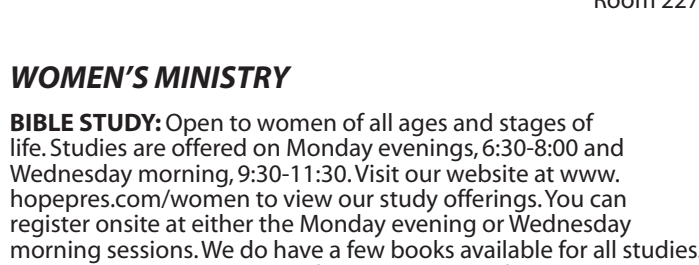 Room 227
WOMEN'S MINISTRY
BIBLE STUDY: Open to women of all ages and stages of
life. Studies are offered on Monday evenings, 6:30-8:00 and
Wednesday morning, 9:30-11:30. Visit our website at www.
hopepres.com/women to view our study offerings. You can
register onsite at either the Monday evening or Wednesday
morning sessions. We do have a few books available for all studies